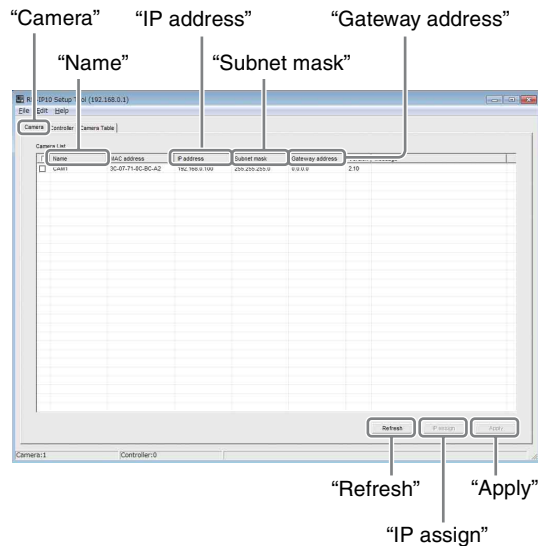 “Camera” “IP address” “Gateway address”
“Name” “Subnet mask”
Setup Tool (192.168.0.1)
File Edit Help
Camera Controller Camera Table
Camera List
Name MAC address IP address Subnet mask Gateway address
CAM1 3C-07-71-0C-BC-A2 192.168.0.100 255.255.255.0 0.0.0.0 2.10
Refresh IP assign Apply
Camera:1 Controller:0
“Refresh” “Apply”
“IP assign”